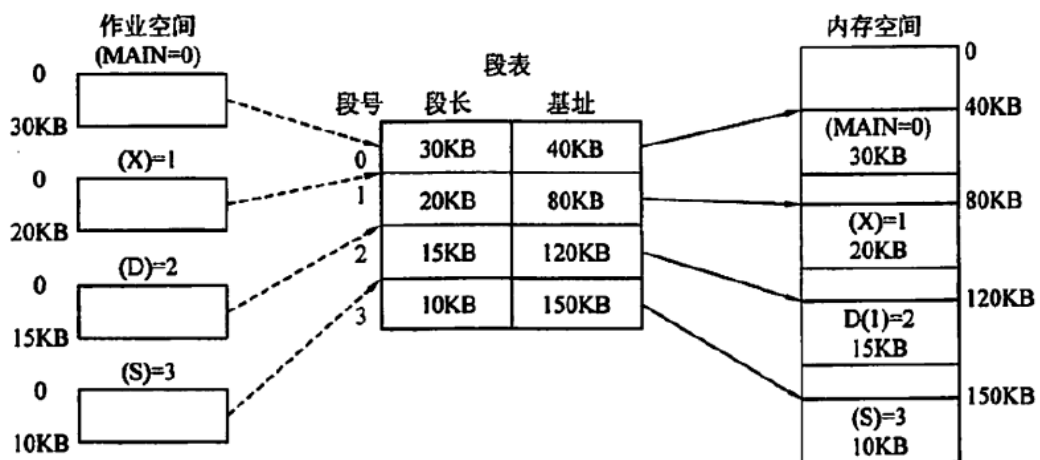 作业空间
(MAIN=0)
0
30KB
(X)=1
0
20KB
(D)=2
0
15KB
(S)=3
0
10KB
段表
段号 段长 基址
0 30KB 40KB
1 20KB 80KB
2 15KB 120KB
3 10KB 150KB
内存空间
0
40KB
(MAIN=0)
30KB
80KB
(X)=1
20KB
120KB
D(1)=2
15KB
150KB
(S)=3
10KB